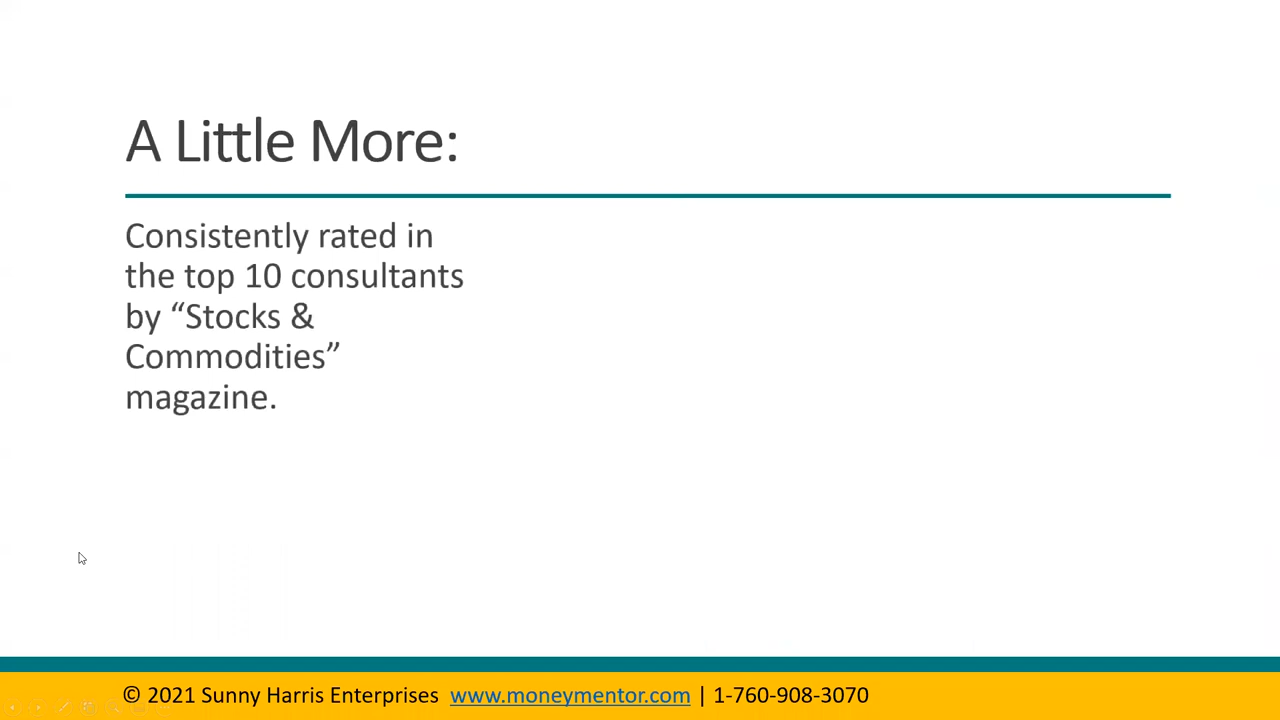 A Little More:
Consistently rated in
the top 10 consultants
by “Stocks &
Commodities”
magazine.
© 2021 Sunny Harris Enterprises www.moneymentor.com | 1-760-908-3070